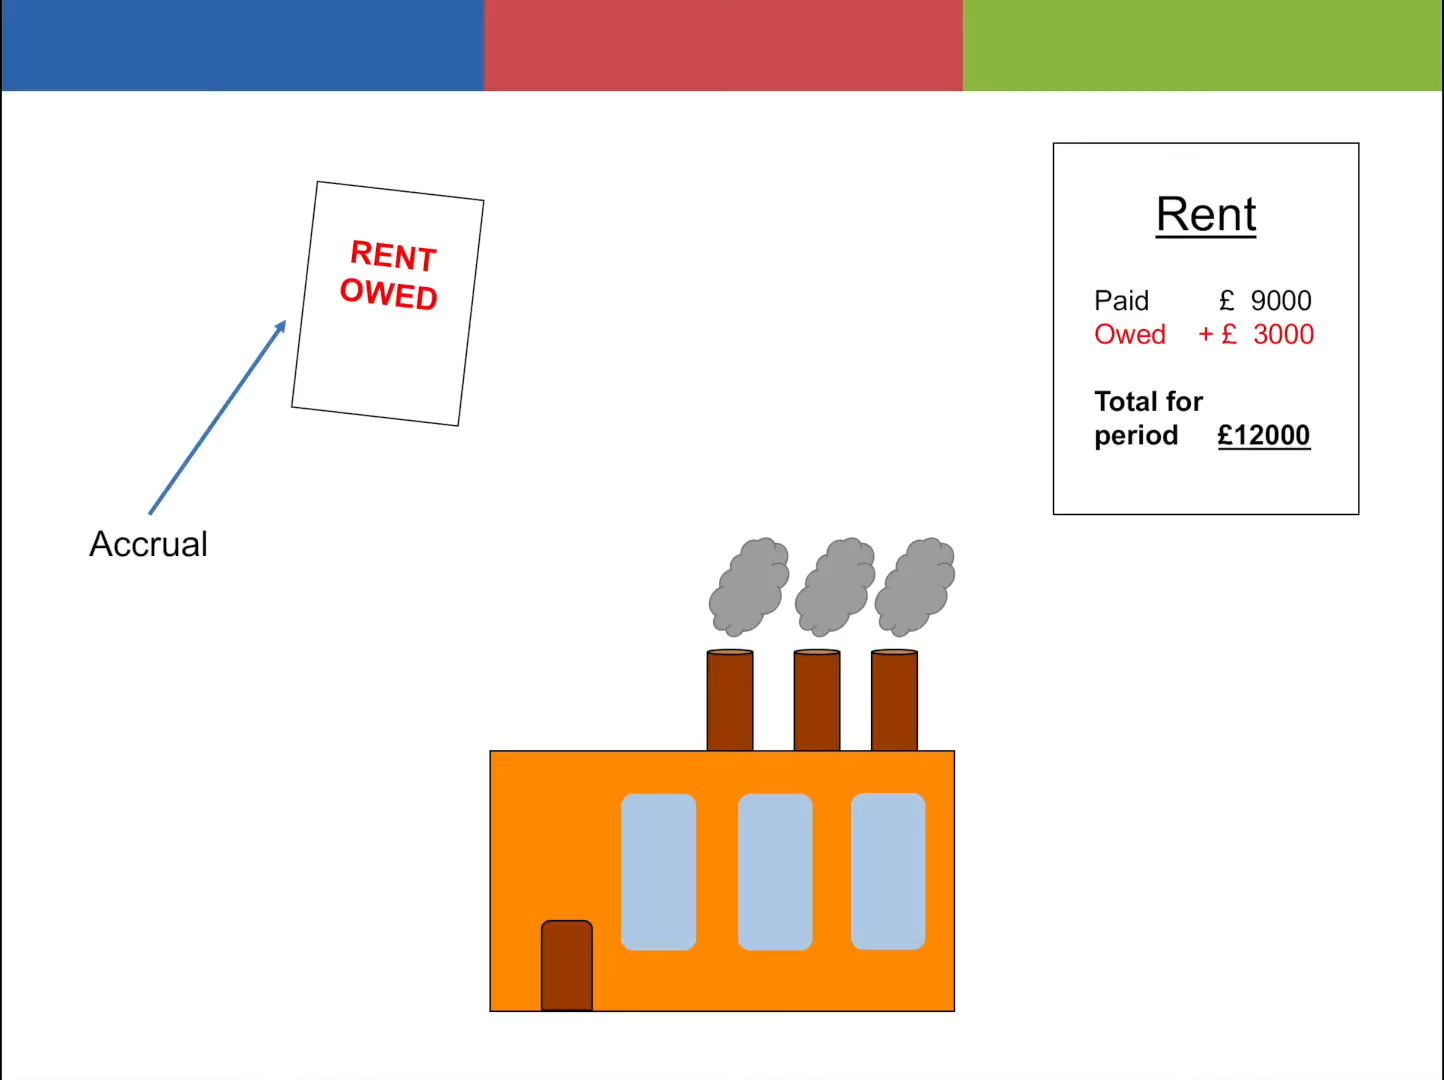 RENT
OWED
Accrual
Rent
Paid £ 9000
Owed + £ 3000
Total for
period £12000